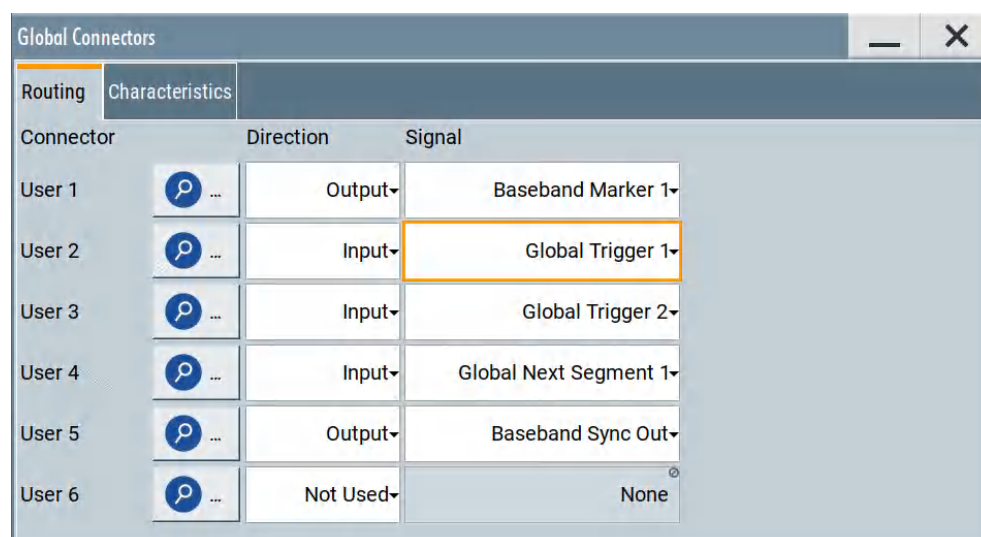 Global Connectors
Routing Characteristics
Connector Direction Signal
User 1 ... Output Baseband Marker 1
User 2 ... Input Global Trigger 1
User 3 ... Input Global Trigger 2
User 4 ... Input Global Next Segment 1
User 5 ... Output Baseband Sync Out
User 6 ... Not Used None